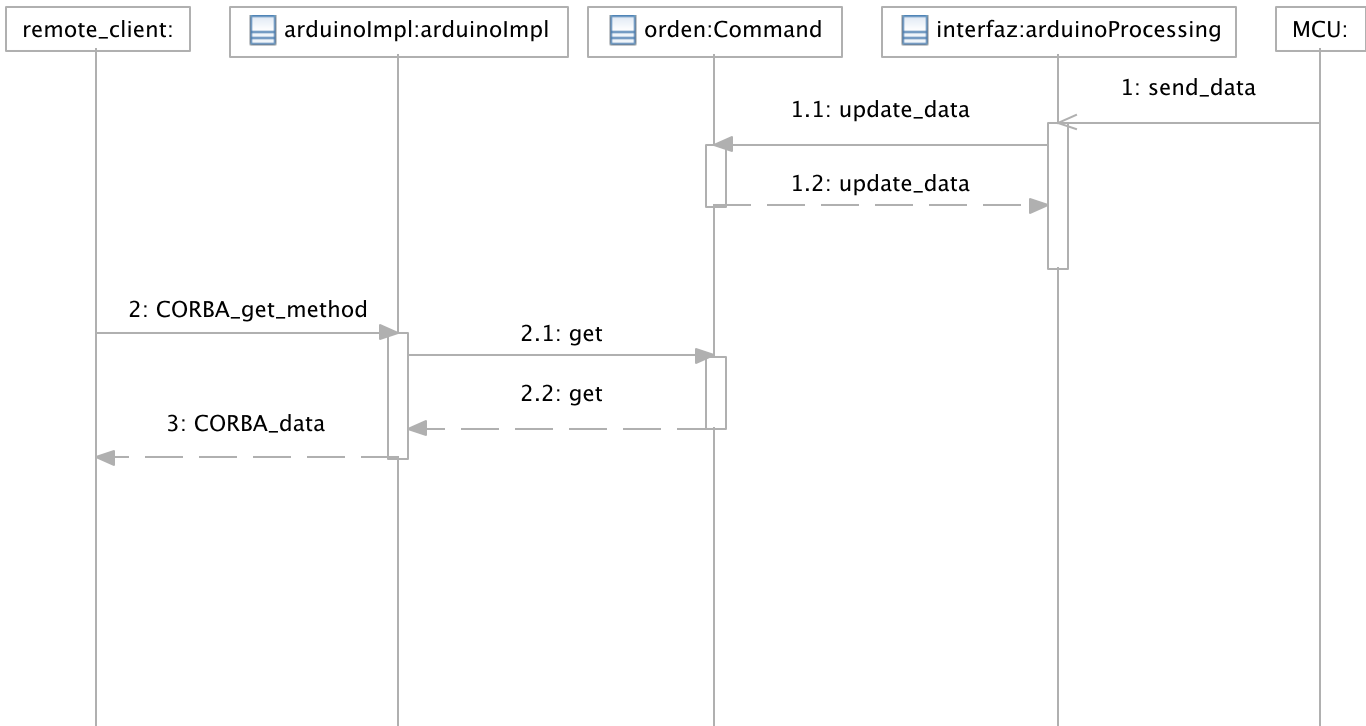 remote_client:
arduinoImpl:arduinoImpl
orden:Command
interfaz:arduinoProcessing
MCU:
1: send_data
1.1: update_data
1.2: update_data
2: CORBA_get_method
2.1: get
2.2: get
3: CORBA_data